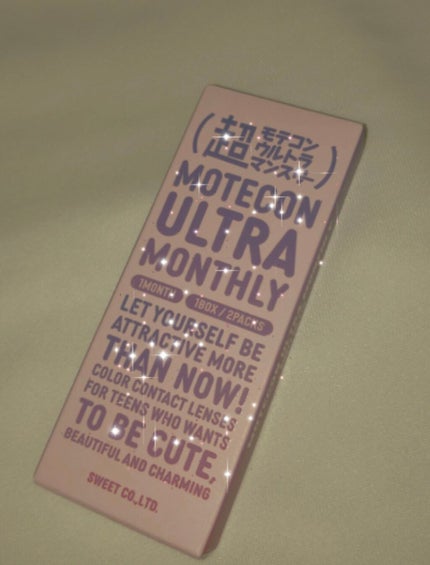 (超 モテコン
ウルトラ
マンスリー)
MOTECON
ULTRA
MONTHLY
1MONTH 1BOX / 2PACKS
LET YOURSELF BE
ATTRACTIVE MORE
THAN NOW!
COLOR CONTACT LENSES
FOR TEENS WHO WANTS
TO BE CUTE,
BEAUTIFUL AND CHARMING
SWEET CO.,LTD.